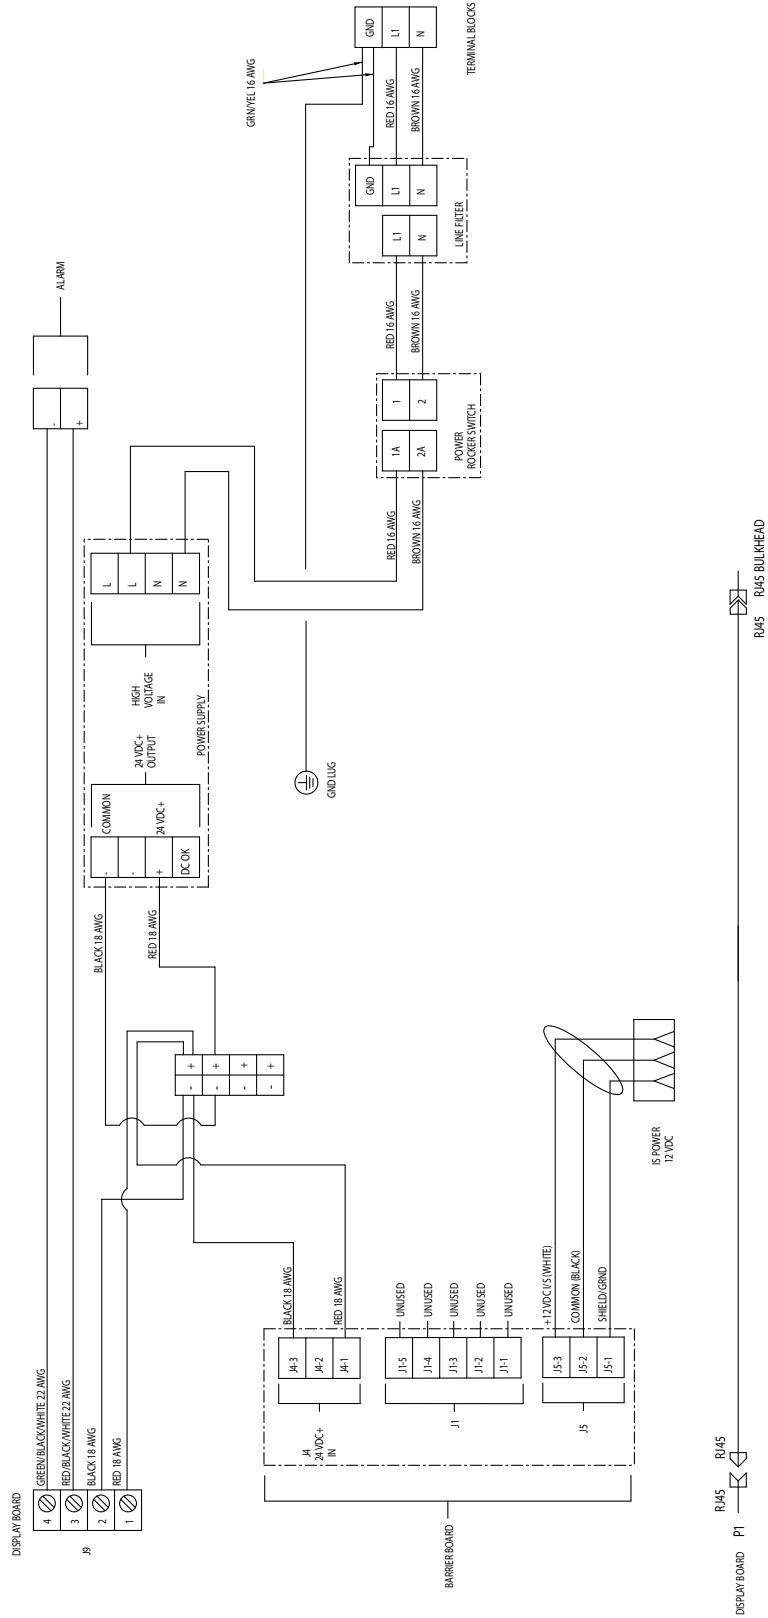 DISPLAY BOARD
J9
4
3
2
1
GREEN/BLACK/WHITE 22 AWG
RED/BLACK/WHITE 22 AWG
BLACK 18 AWG
RED 18 AWG
-
+
ALARM
BLACK 18 AWG
RED 18 AWG
-
-
+
DC OK
COMMON
24 VDC+
24 VDC+
OUTPUT
HIGH
VOLTAGE
IN
POWER SUPPLY
L
L
N
N
- +
- +
- +
- +
GND LUG
RED 16 AWG
BROWN 16 AWG
1A
2A
1
2
POWER
ROCKER SWITCH
RED 16 AWG
BROWN 16 AWG
L1
N
GND
L1
N
LINE FILTER
GRN/YEL 16 AWG
RED 16 AWG
BROWN 16 AWG
GND
L1
N
TERMINAL BLOCKS
BARRIER BOARD
J4
24 VDC+
IN
J4-3
J4-2
J4-1
BLACK 18 AWG
RED 18 AWG
J1
J1-5
J1-4
J1-3
J1-2
J1-1
UNUSED
UNUSED
UNUSED
UNUSED
UNUSED
J5
J5-3
J5-2
J5-1
+12 VDC I/S (WHITE)
COMMON (BLACK)
SHIELD/GRND
IS POWER
12 VDC
DISPLAY BOARD
P1
RJ45
RJ45
RJ45
RJ45 BULKHEAD